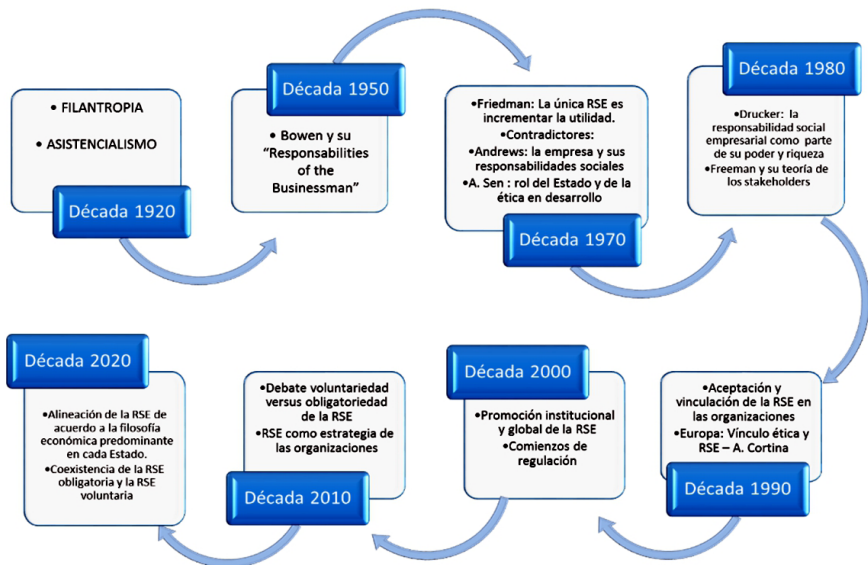 • FILANTROPIA
• ASISTENCIALISMO
Década 1920
Década 1950
• Bowen y su
"Responsabilities
of the
Businessman"
•Friedman: La única RSE es
incrementar la utilidad.
•Contradictores:
•Andrews: la empresa y sus
responsabilidades sociales
•A. Sen : rol del Estado y de la
ética en desarrollo
Década 1970
Década 1980
•Drucker: la
responsabilidad social
empresarial como parte
de su poder y riqueza
•Freeman y su teoría de
los stakeholders
•Aceptación y
vinculación de la RSE en
las organizaciones
•Europa: Vínculo ética y
RSE – A. Cortina
Década 1990
Década 2000
•Promoción institucional
y global de la RSE
•Comienzos de
regulación
•Debate voluntariedad
versus obligatoriedad
de la RSE
•RSE como estrategia de
las organizaciones
Década 2010
Década 2020
•Alineación de la RSE de
acuerdo a la filosofía
económica predominante
en cada Estado.
•Coexistencia de la RSE
obligatoria y la RSE
voluntaria